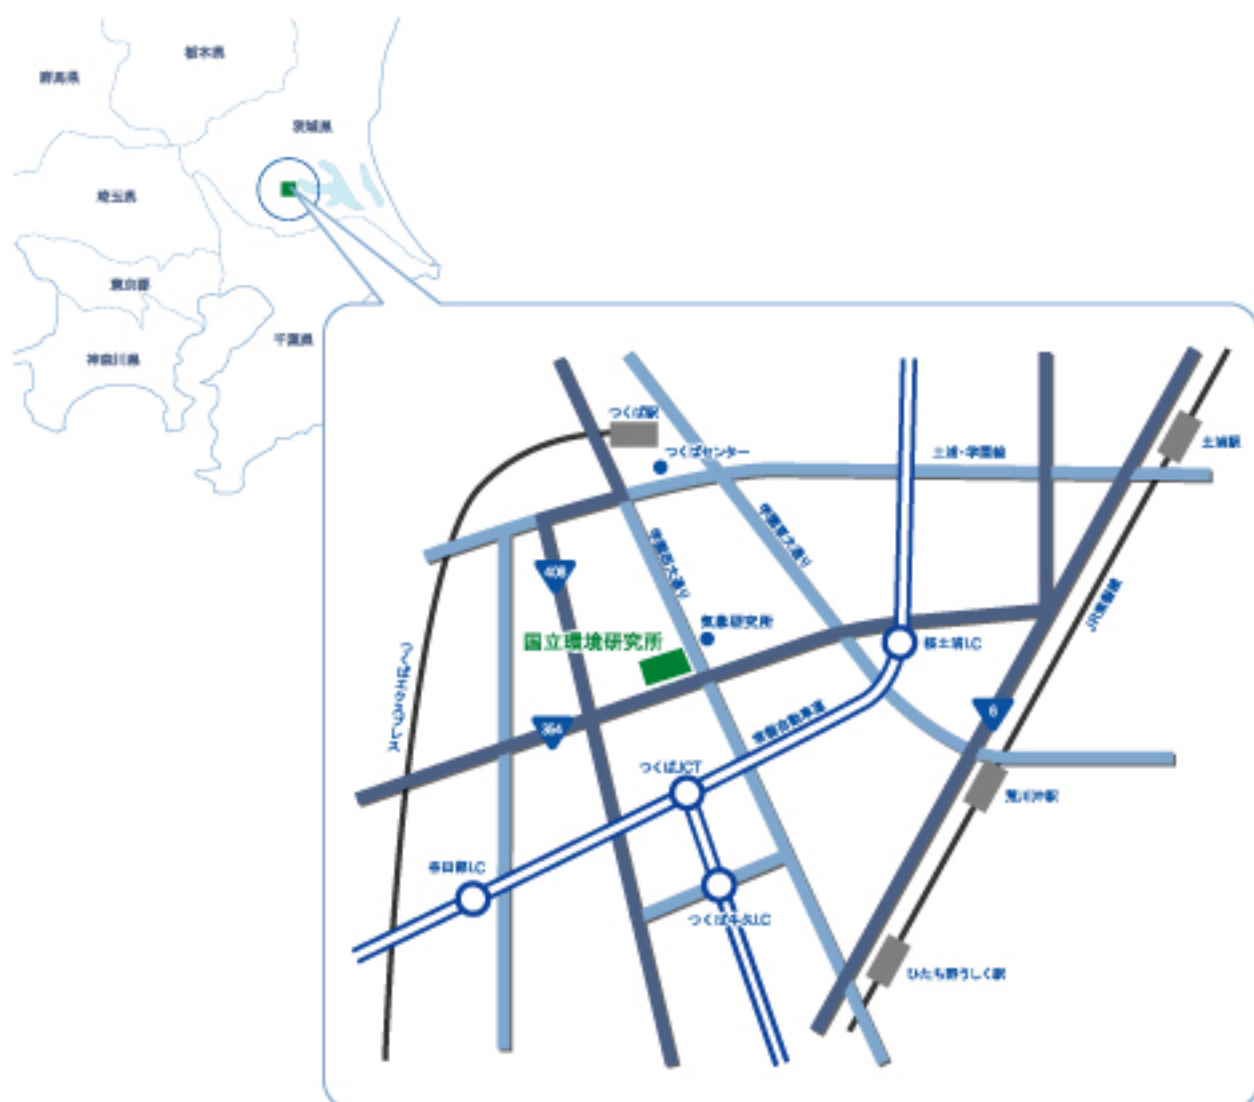 栃木県
群馬県
茨城県
埼玉県
東京都
千葉県
神奈川県
つくば駅
つくばセンター
土浦・学園線
土浦駅
学園東大通り
学園西大通り
408
JR常磐線
気象研究所
国立環境研究所
桜土浦I.C
つくばエクスプレス
6
354
常磐自動車道
つくばJCT
荒川沖駅
谷田部I.C
つくば牛久I.C
ひたち野うしく駅